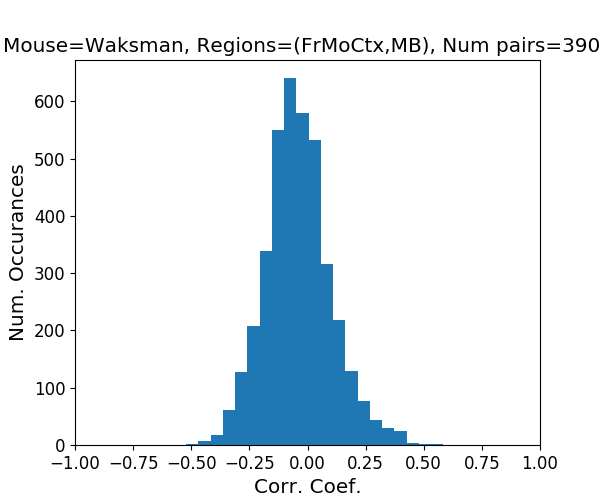 Mouse=Waksman, Regions=(FrMoCtx,MB), Num pairs=390
Num. Occurances
600
500
400
300
200
100
0
−1.00 −0.75 −0.50 −0.25 0.00 0.25 0.50 0.75 1.00
Corr. Coef.